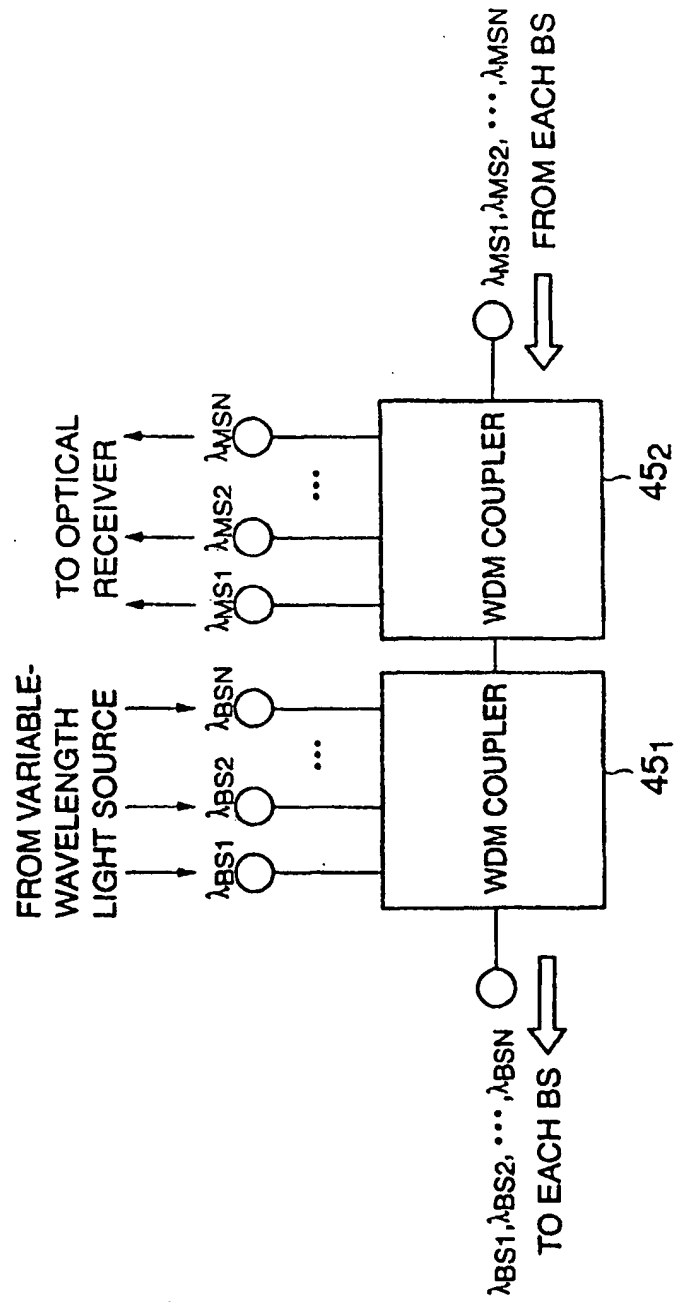 FROM VARIABLE-
WAVELENGTH
LIGHT SOURCE
TO OPTICAL
RECEIVER
λBS1 λBS2 ••• λBSN
λMS1 λMS2 ••• λMSN
WDM COUPLER
WDM COUPLER
45₁
45₂
λBS1,λBS2, •••,λBSN
TO EACH BS
λMS1,λMS2, •••,λMSN
FROM EACH BS